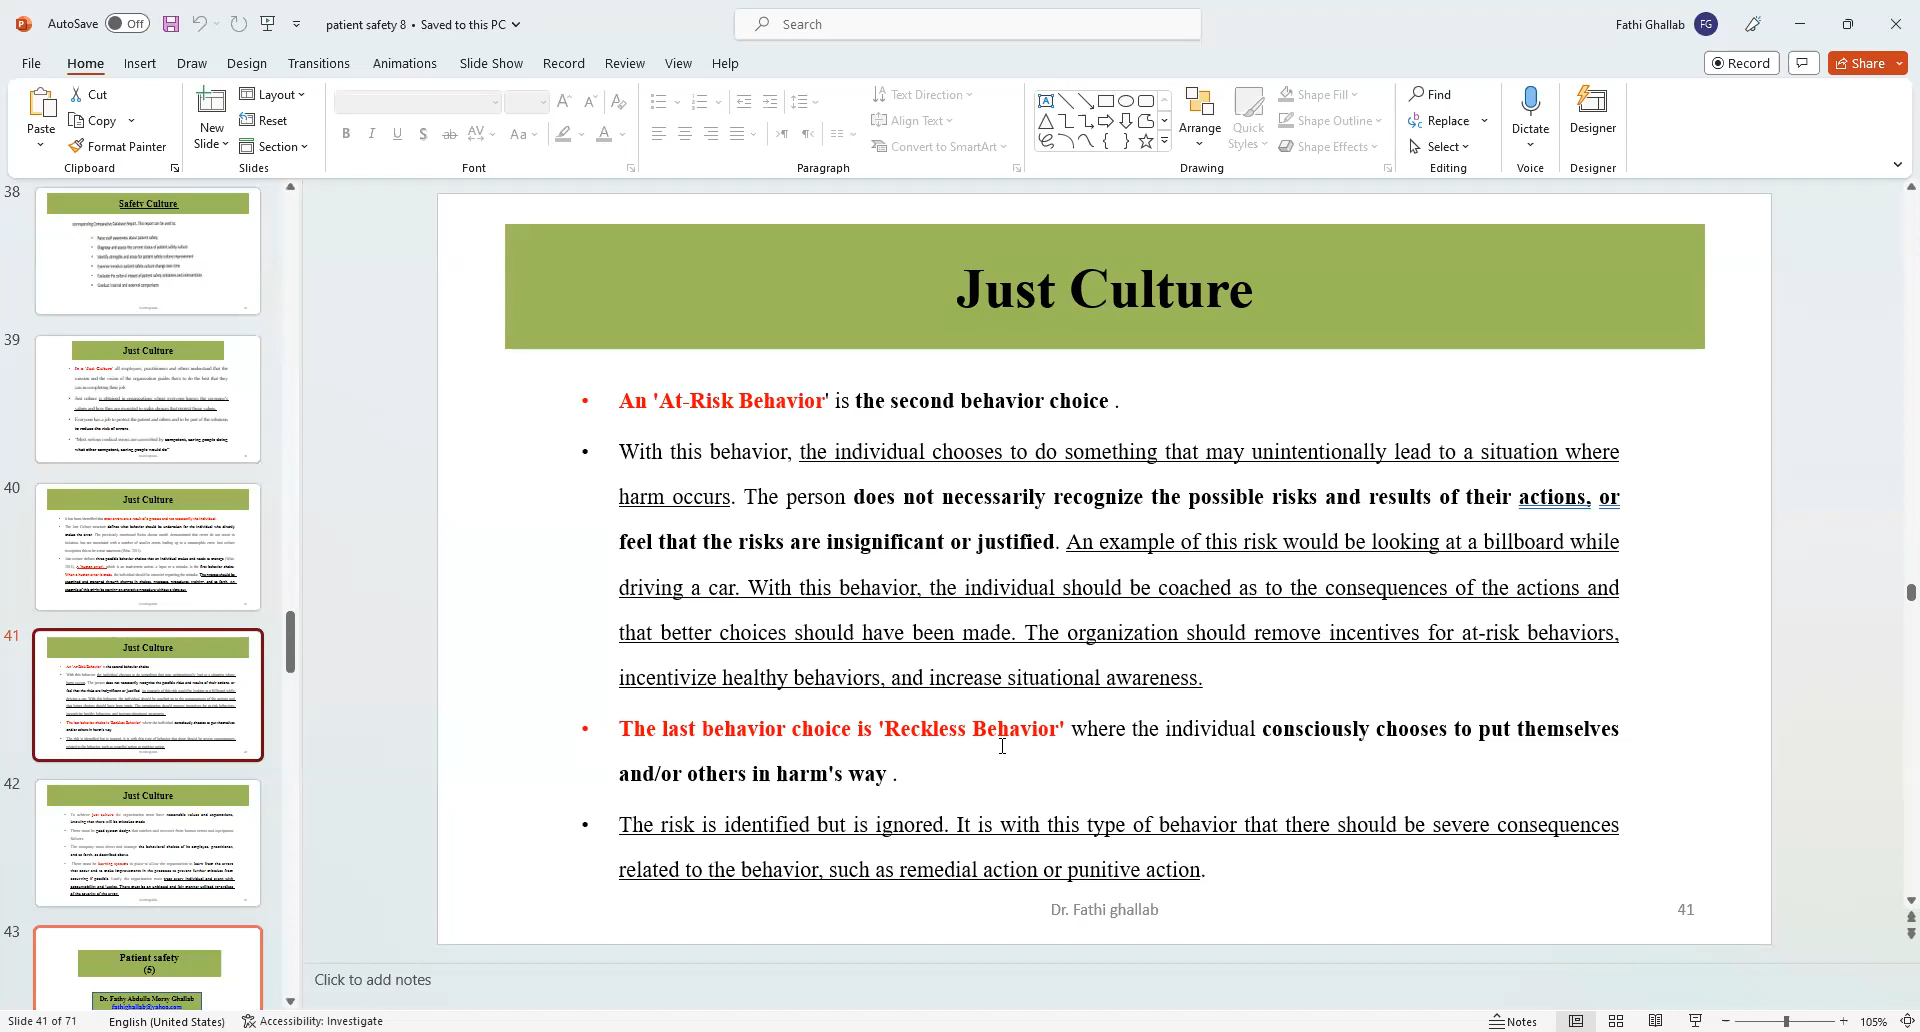 AutoSave Off patient safety 8 • Saved to this PC Search Fathi Ghallab FG
File Home Insert Draw Design Transitions Animations Slide Show Record Review View Help Record Share
Paste Cut Copy Format Painter Clipboard
New Slide Layout Reset Section Slides
Font
Text Direction Align Text Convert to SmartArt Paragraph
Arrange Quick Styles Shape Fill Shape Outline Shape Effects Drawing
Find Replace Select Editing
Dictate Voice
Designer Designer
38
Safety Culture
39
Just Culture
40
Just Culture
41
Just Culture
42
Just Culture
43
Patient safety
(5)
Dr. Fathy Abdulla Morsy Ghallab
fathighallab@yahoo.com
Just Culture
• An 'At-Risk Behavior' is the second behavior choice .
• With this behavior, the individual chooses to do something that may unintentionally lead to a situation where
harm occurs. The person does not necessarily recognize the possible risks and results of their actions, or
feel that the risks are insignificant or justified. An example of this risk would be looking at a billboard while
driving a car. With this behavior, the individual should be coached as to the consequences of the actions and
that better choices should have been made. The organization should remove incentives for at-risk behaviors,
incentivize healthy behaviors, and increase situational awareness.
• The last behavior choice is 'Reckless Behavior' where the individual consciously chooses to put themselves
and/or others in harm's way .
• The risk is identified but is ignored. It is with this type of behavior that there should be severe consequences
related to the behavior, such as remedial action or punitive action.
Dr. Fathi ghallab 41
Click to add notes
Slide 41 of 71 English (United States) Accessibility: Investigate Notes 105%